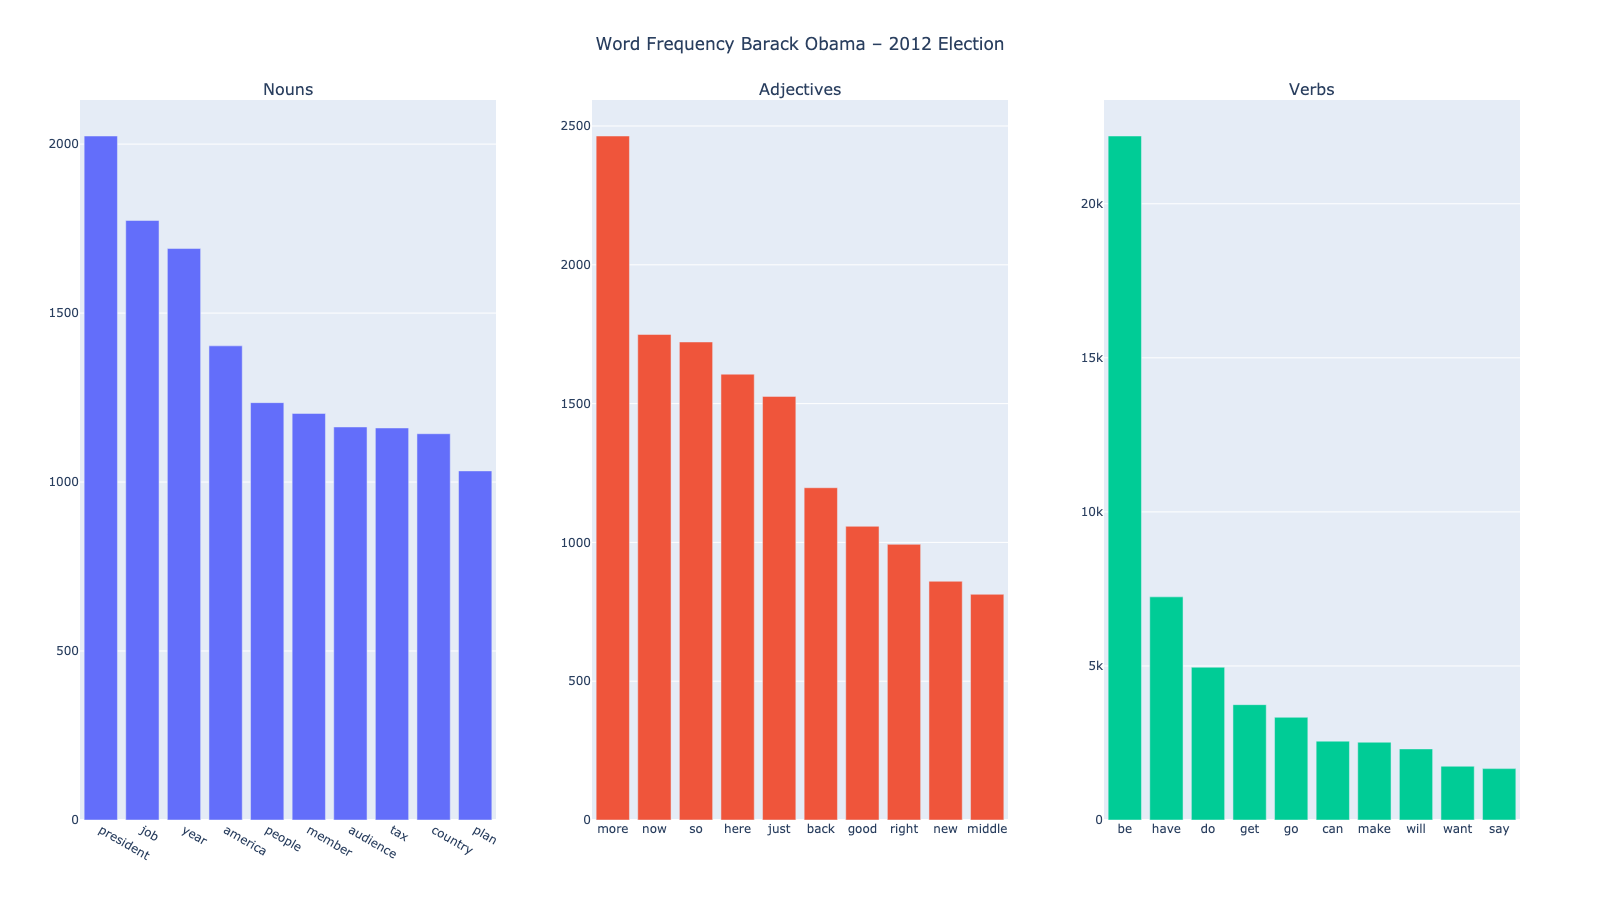 Word Frequency Barack Obama – 2012 Election
Nouns
2000
1500
1000
500
0
president
job
year
america
people
member
audience
tax
country
plan
Adjectives
2500
2000
1500
1000
500
0
more
now
so
here
just
back
good
right
new
middle
Verbs
20k
15k
10k
5k
0
be
have
do
get
go
can
make
will
want
say